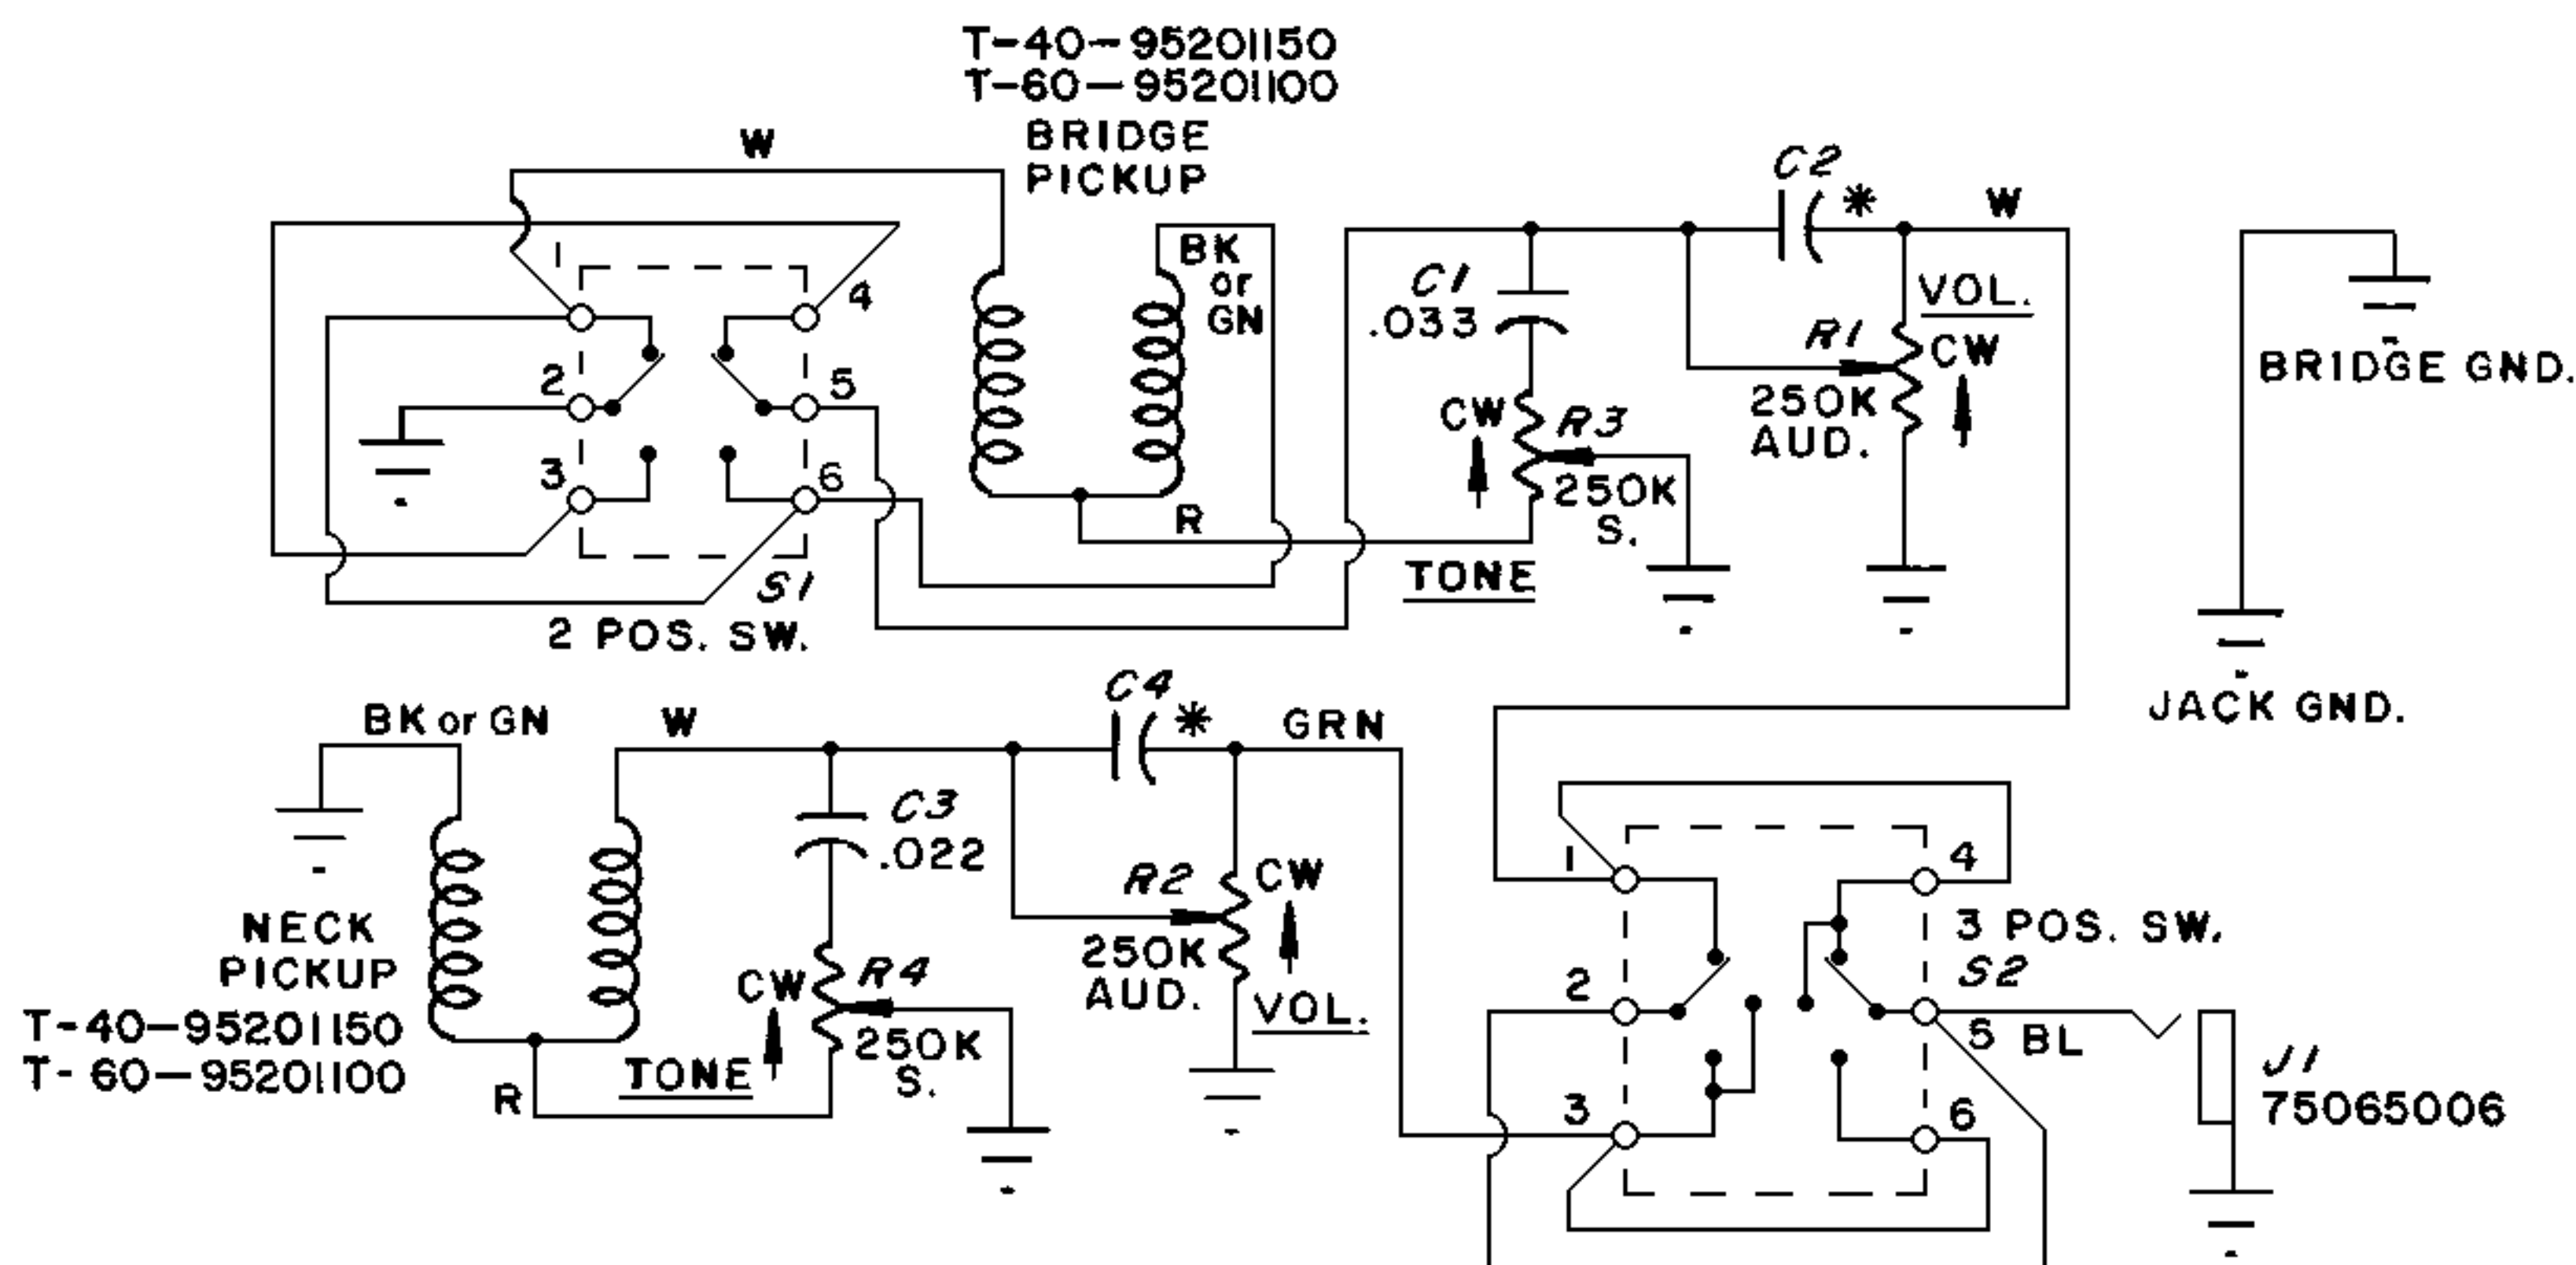 T-40-95201150
T-60-95201100
BRIDGE
PICKUP
W
BK
or
GN
R
1
2
3
4
5
6
S1
2 POS. SW.
C1
.033
C2 *
W
VOL.
R1
CW
250K
AUD.
CW
R3
250K
S.
TONE
BRIDGE GND.
JACK GND.
BK or GN
W
C4 *
GRN
C3
.022
NECK
PICKUP
T-40-95201150
T-60-95201100
R
TONE
CW
R4
250K
S.
R2
250K
AUD.
CW
VOL.
1
2
3
4
3 POS. SW.
S2
5
BL
6
J1
75065006